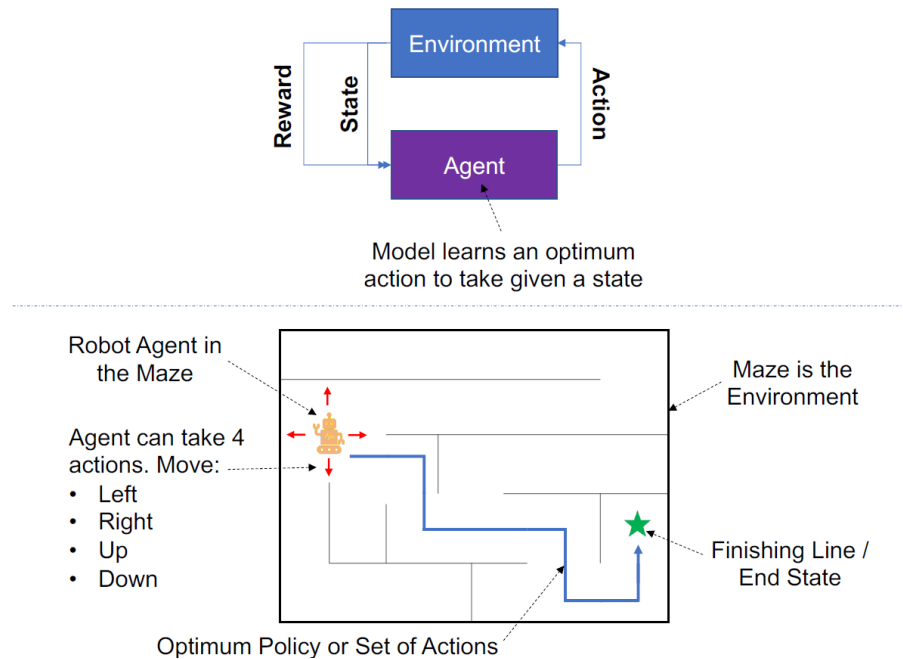 Environment
Reward
State
Action
Agent
Model learns an optimum
action to take given a state
Robot Agent in
the Maze
Maze is the
Environment
Agent can take 4
actions. Move:
• Left
• Right
• Up
• Down
Finishing Line /
End State
Optimum Policy or Set of Actions